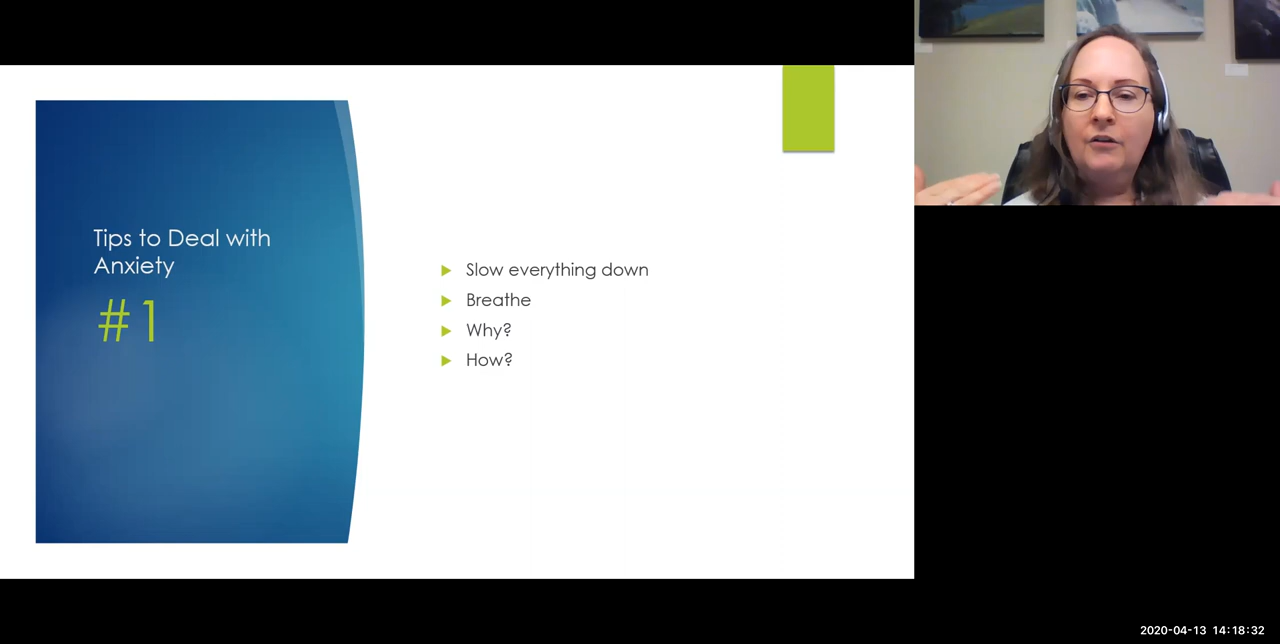 Tips to Deal with
Anxiety
#1
Slow everything down
Breathe
Why?
How?
2020-04-13 14:18:32